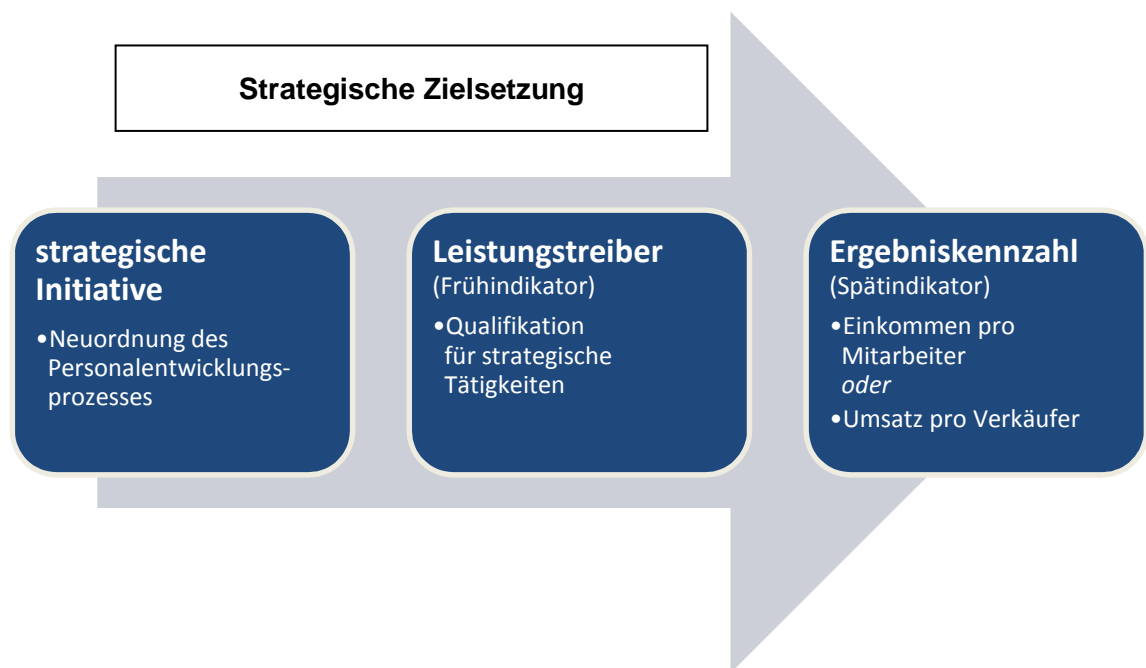 Strategische Zielsetzung
strategische
Initiative
•Neuordnung des
Personalentwicklungs-
prozesses
Leistungstreiber
(Frühindikator)
•Qualifikation
für strategische
Tätigkeiten
Ergebniskennzahl
(Spätindikator)
•Einkommen pro
Mitarbeiter
oder
•Umsatz pro Verkäufer